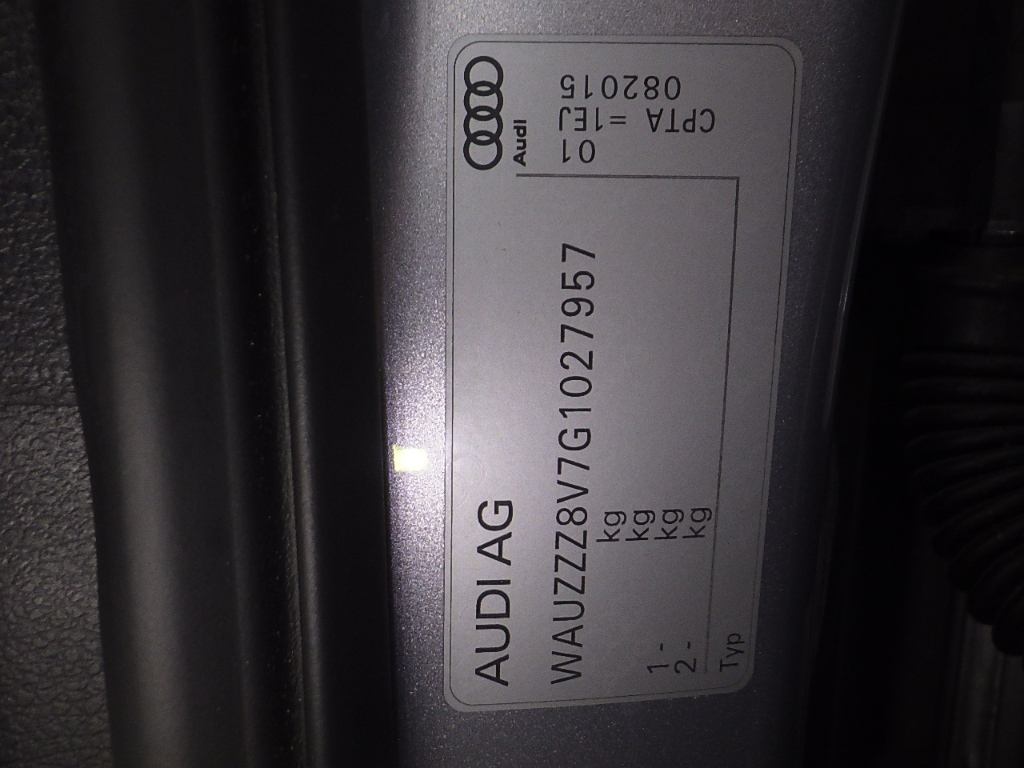 AUDI AG
Audi
WAUZZZ8V7G1027957
kg
kg
1 - kg
2 - kg
Typ
082015
CPTA =1EJ
01